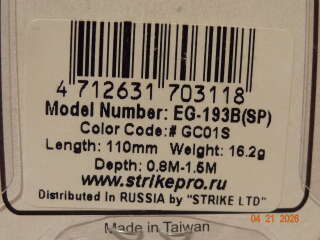 4 712631 703118
Model Number: EG-193B(SP)
Color Code:# GC01S
Length: 110mm Weight: 16.2g
Depth: 0.8M-1.5M
www.strikepro.ru
Distributed In RUSSIA by "STRIKE LTD"
Made in Taiwan
04 21 2026